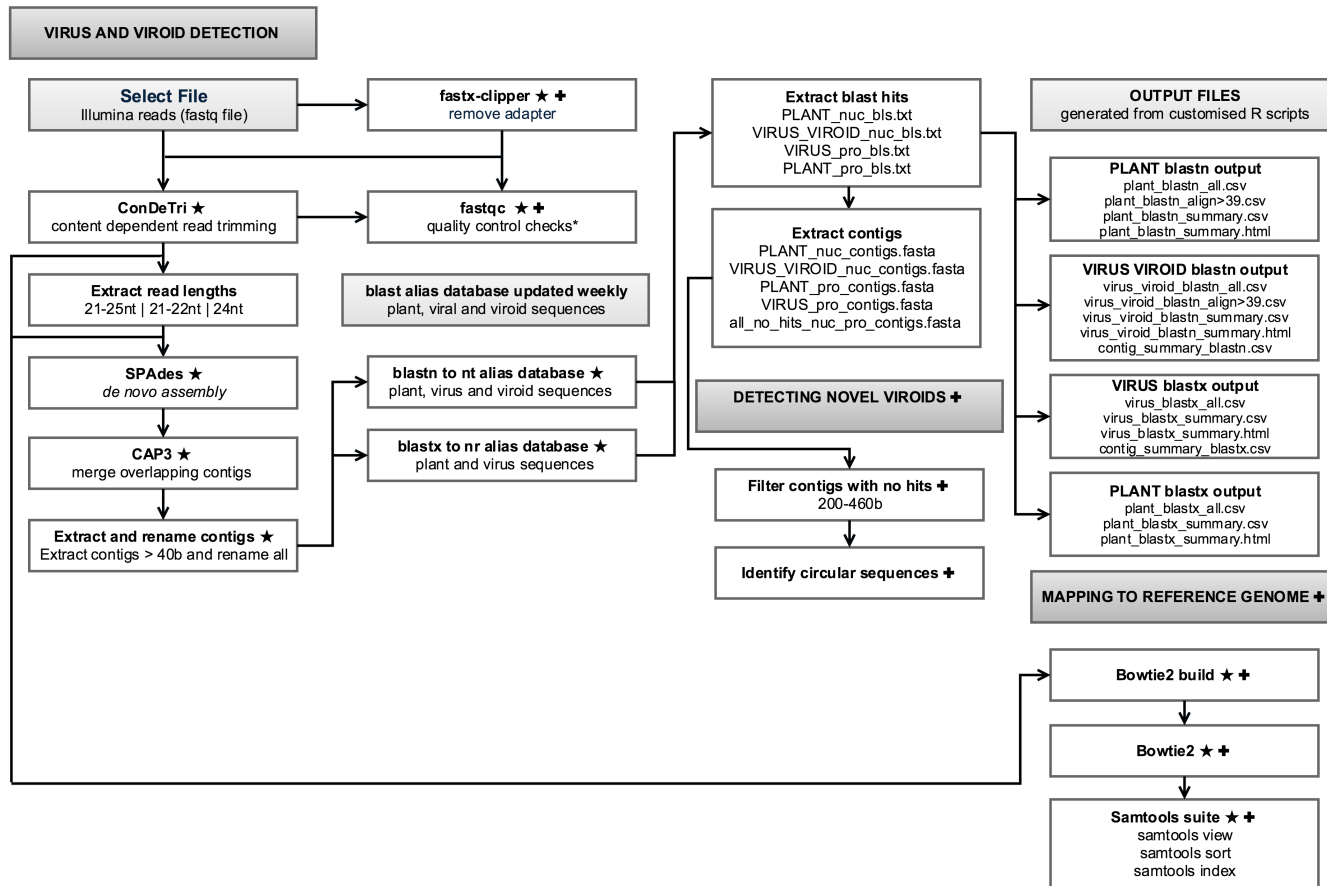 VIRUS AND VIROID DETECTION
Select File
Illumina reads (fastq file)
fastx-clipper ★ ✚
remove adapter
ConDeTri ★
content dependent read trimming
fastqc ★ ✚
quality control checks*
Extract read lengths
21-25nt | 21-22nt | 24nt
blast alias database updated weekly
plant, viral and viroid sequences
SPAdes ★
de novo assembly
CAP3 ★
merge overlapping contigs
Extract and rename contigs ★
Extract contigs > 40b and rename all
blastn to nt alias database ★
plant, virus and viroid sequences
blastx to nr alias database ★
plant and virus sequences
Extract blast hits
PLANT_nuc_bls.txt
VIRUS_VIROID_nuc_bls.txt
VIRUS_pro_bls.txt
PLANT_pro_bls.txt
Extract contigs
PLANT_nuc_contigs.fasta
VIRUS_VIROID_nuc_contigs.fasta
PLANT_pro_contigs.fasta
VIRUS_pro_contigs.fasta
all_no_hits_nuc_pro_contigs.fasta
DETECTING NOVEL VIROIDS ✚
Filter contigs with no hits ✚
200-460b
Identify circular sequences ✚
OUTPUT FILES
generated from customised R scripts
PLANT blastn output
plant_blastn_all.csv
plant_blastn_align>39.csv
plant_blastn_summary.csv
plant_blastn_summary.html
VIRUS VIROID blastn output
virus_viroid_blastn_all.csv
virus_viroid_blastn_align>39.csv
virus_viroid_blastn_summary.csv
virus_viroid_blastn_summary.html
contig_summary_blastn.csv
VIRUS blastx output
virus_blastx_all.csv
virus_blastx_summary.csv
virus_blastx_summary.html
contig_summary_blastx.csv
PLANT blastx output
plant_blastx_all.csv
plant_blastx_summary.csv
plant_blastx_summary.html
MAPPING TO REFERENCE GENOME ✚
Bowtie2 build ★ ✚
Bowtie2 ★ ✚
Samtools suite ★ ✚
samtools view
samtools sort
samtools index